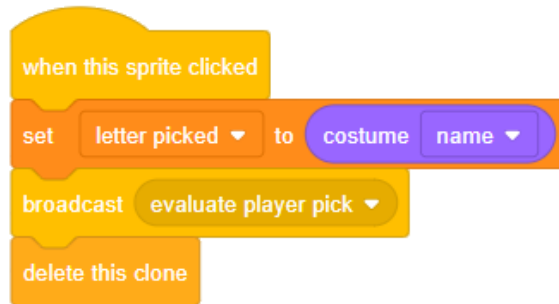 when this sprite clicked
set letter picked to costume name
broadcast evaluate player pick
delete this clone